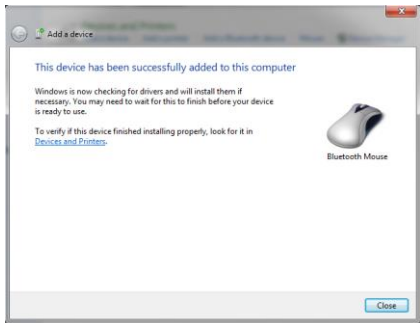 Add a device
This device has been successfully added to this computer
Windows is now checking for drivers and will install them if
necessary. You may need to wait for this to finish before your device
is ready to use.
To verify if this device finished installing properly, look for it in
Devices and Printers.
Bluetooth Mouse
Close